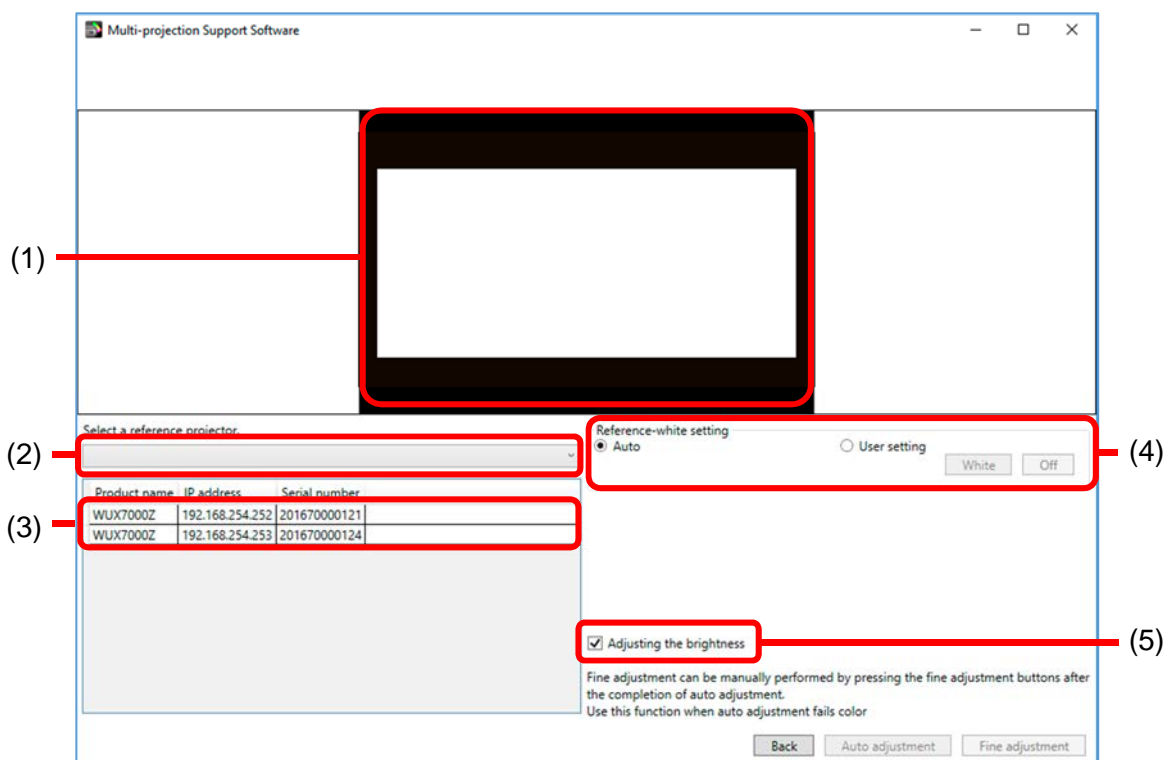 Multi-projection Support Software
(1)
Select a reference projector.
(2)
Reference-white setting
Auto
User setting
White
Off
(4)
Product name IP address Serial number
(3)
WUX7000Z 192.168.254.252 201670000121
WUX7000Z 192.168.254.253 201670000124
Adjusting the brightness
(5)
Fine adjustment can be manually performed by pressing the fine adjustment buttons after
the completion of auto adjustment.
Use this function when auto adjustment fails color
Back
Auto adjustment
Fine adjustment